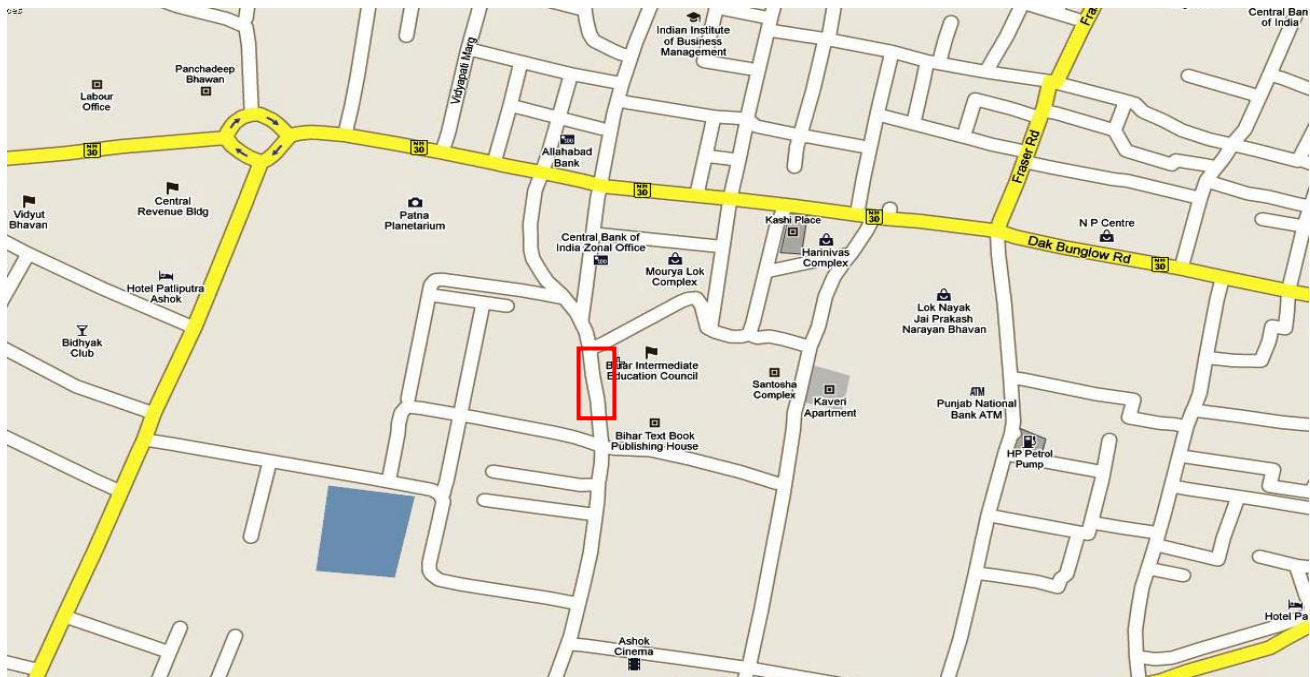 Central Ban
of India
Indian Institute
of Business
Management
Panchadeep
Bhawan
Labour
Office
Vidyapati Marg
Fra
NH
30
NH
30
Allahabad
Bank
Fraser Rd
Central
Revenue Bldg
NH
30
Vidyut
Bhavan
Patna
Planetarium
Kashi Place
NH
30
N P Centre
Central Bank of
India Zonal Office
Harinivas
Complex
Dak Bunglow Rd
NH
30
Mourya Lok
Complex
Hotel Patliputra
Ashok
Lok Nayak
Jai Prakash
Narayan Bhavan
Bidhyak
Club
Bihar Intermediate
Education Council
Santosha
Complex
Kaveri
Apartment
ATM
Punjab National
Bank ATM
Bihar Text Book
Publishing House
HP Petrol
Pump
Hotel Pa
Ashok
Cinema